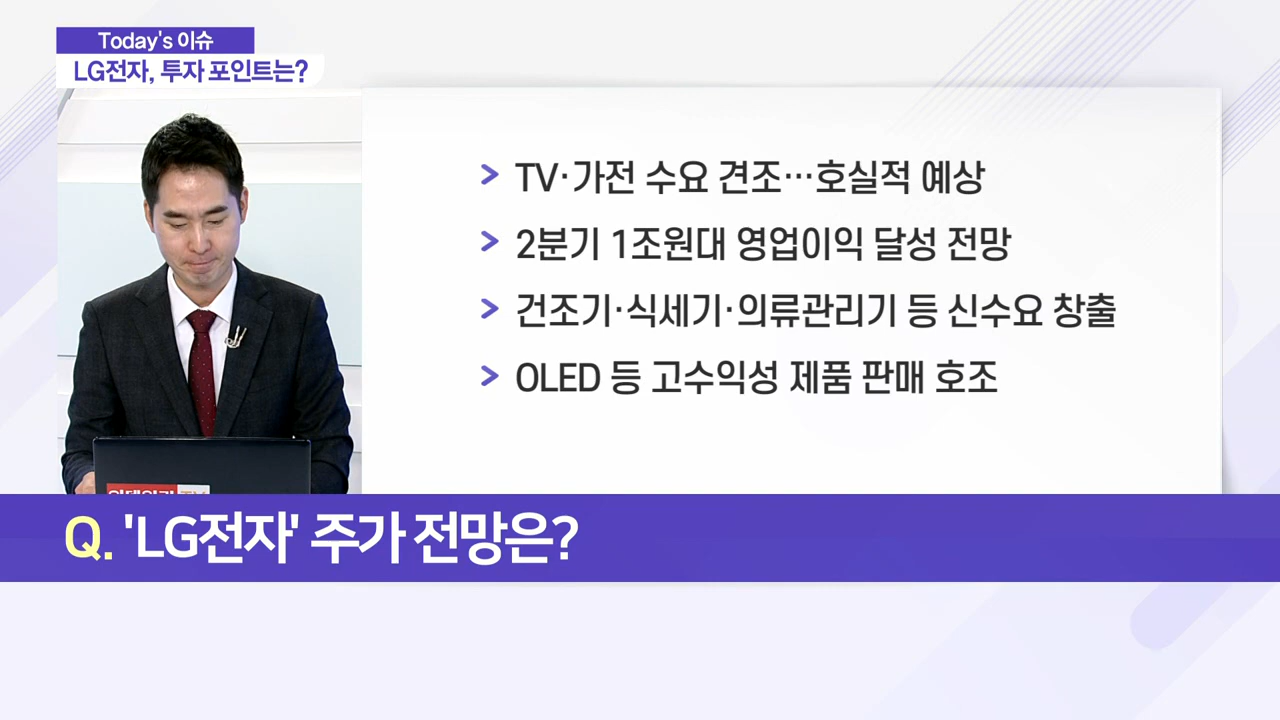 Today's 이슈
LG전자, 투자 포인트는?
> TV·가전 수요 견조…호실적 예상
> 2분기 1조원대 영업이익 달성 전망
> 건조기·식세기·의류관리기 등 신수요 창출
> OLED 등 고수익성 제품 판매 호조
Q. 'LG전자' 주가 전망은?